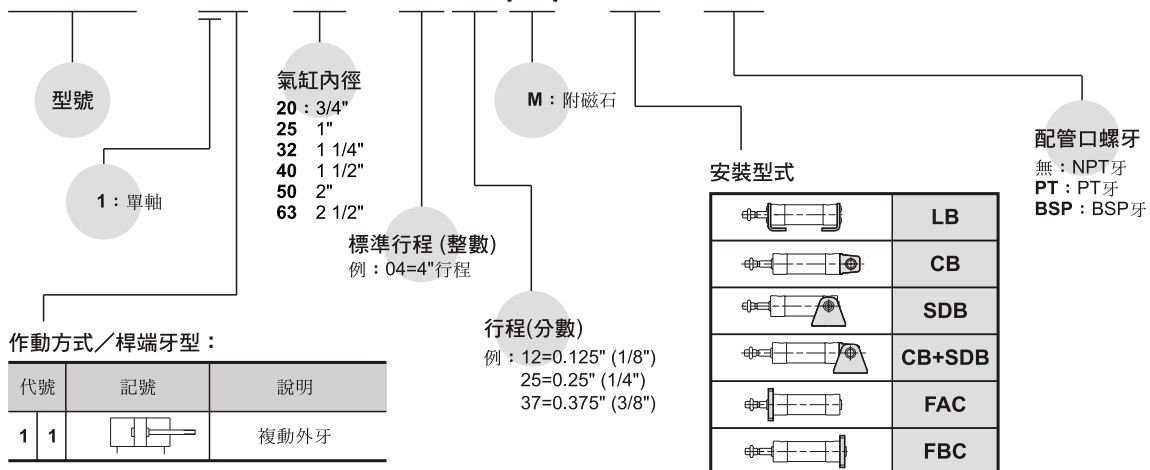 型號
1：單軸
氣缸內徑
20：3/4"
25 1"
32 1 1/4"
40 1 1/2"
50 2"
63 2 1/2"
標準行程 (整數)
例：04=4"行程
M：附磁石
行程(分數)
例：12=0.125" (1/8")
25=0.25" (1/4")
37=0.375" (3/8")
配管口螺牙
無：NPT牙
PT：PT牙
BSP：BSP牙
安裝型式
LB
CB
SDB
CB+SDB
FAC
FBC
作動方式／桿端牙型：
代號 記號 說明
1 1 複動外牙